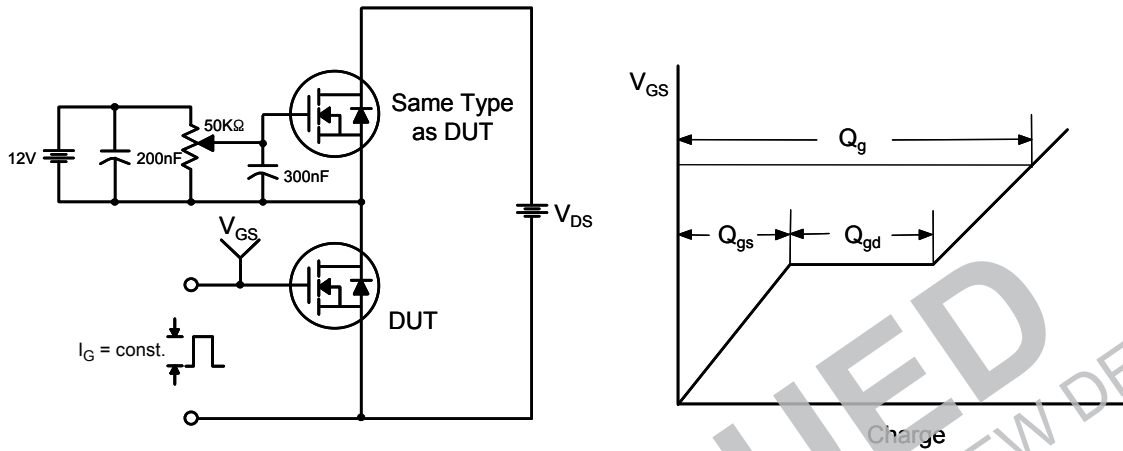 Same Type
as DUT
50KΩ
12V
200nF
300nF
V_DS
V_GS
DUT
I_G = const.
V_GS
Q_g
Q_gs
Q_gd
Charge